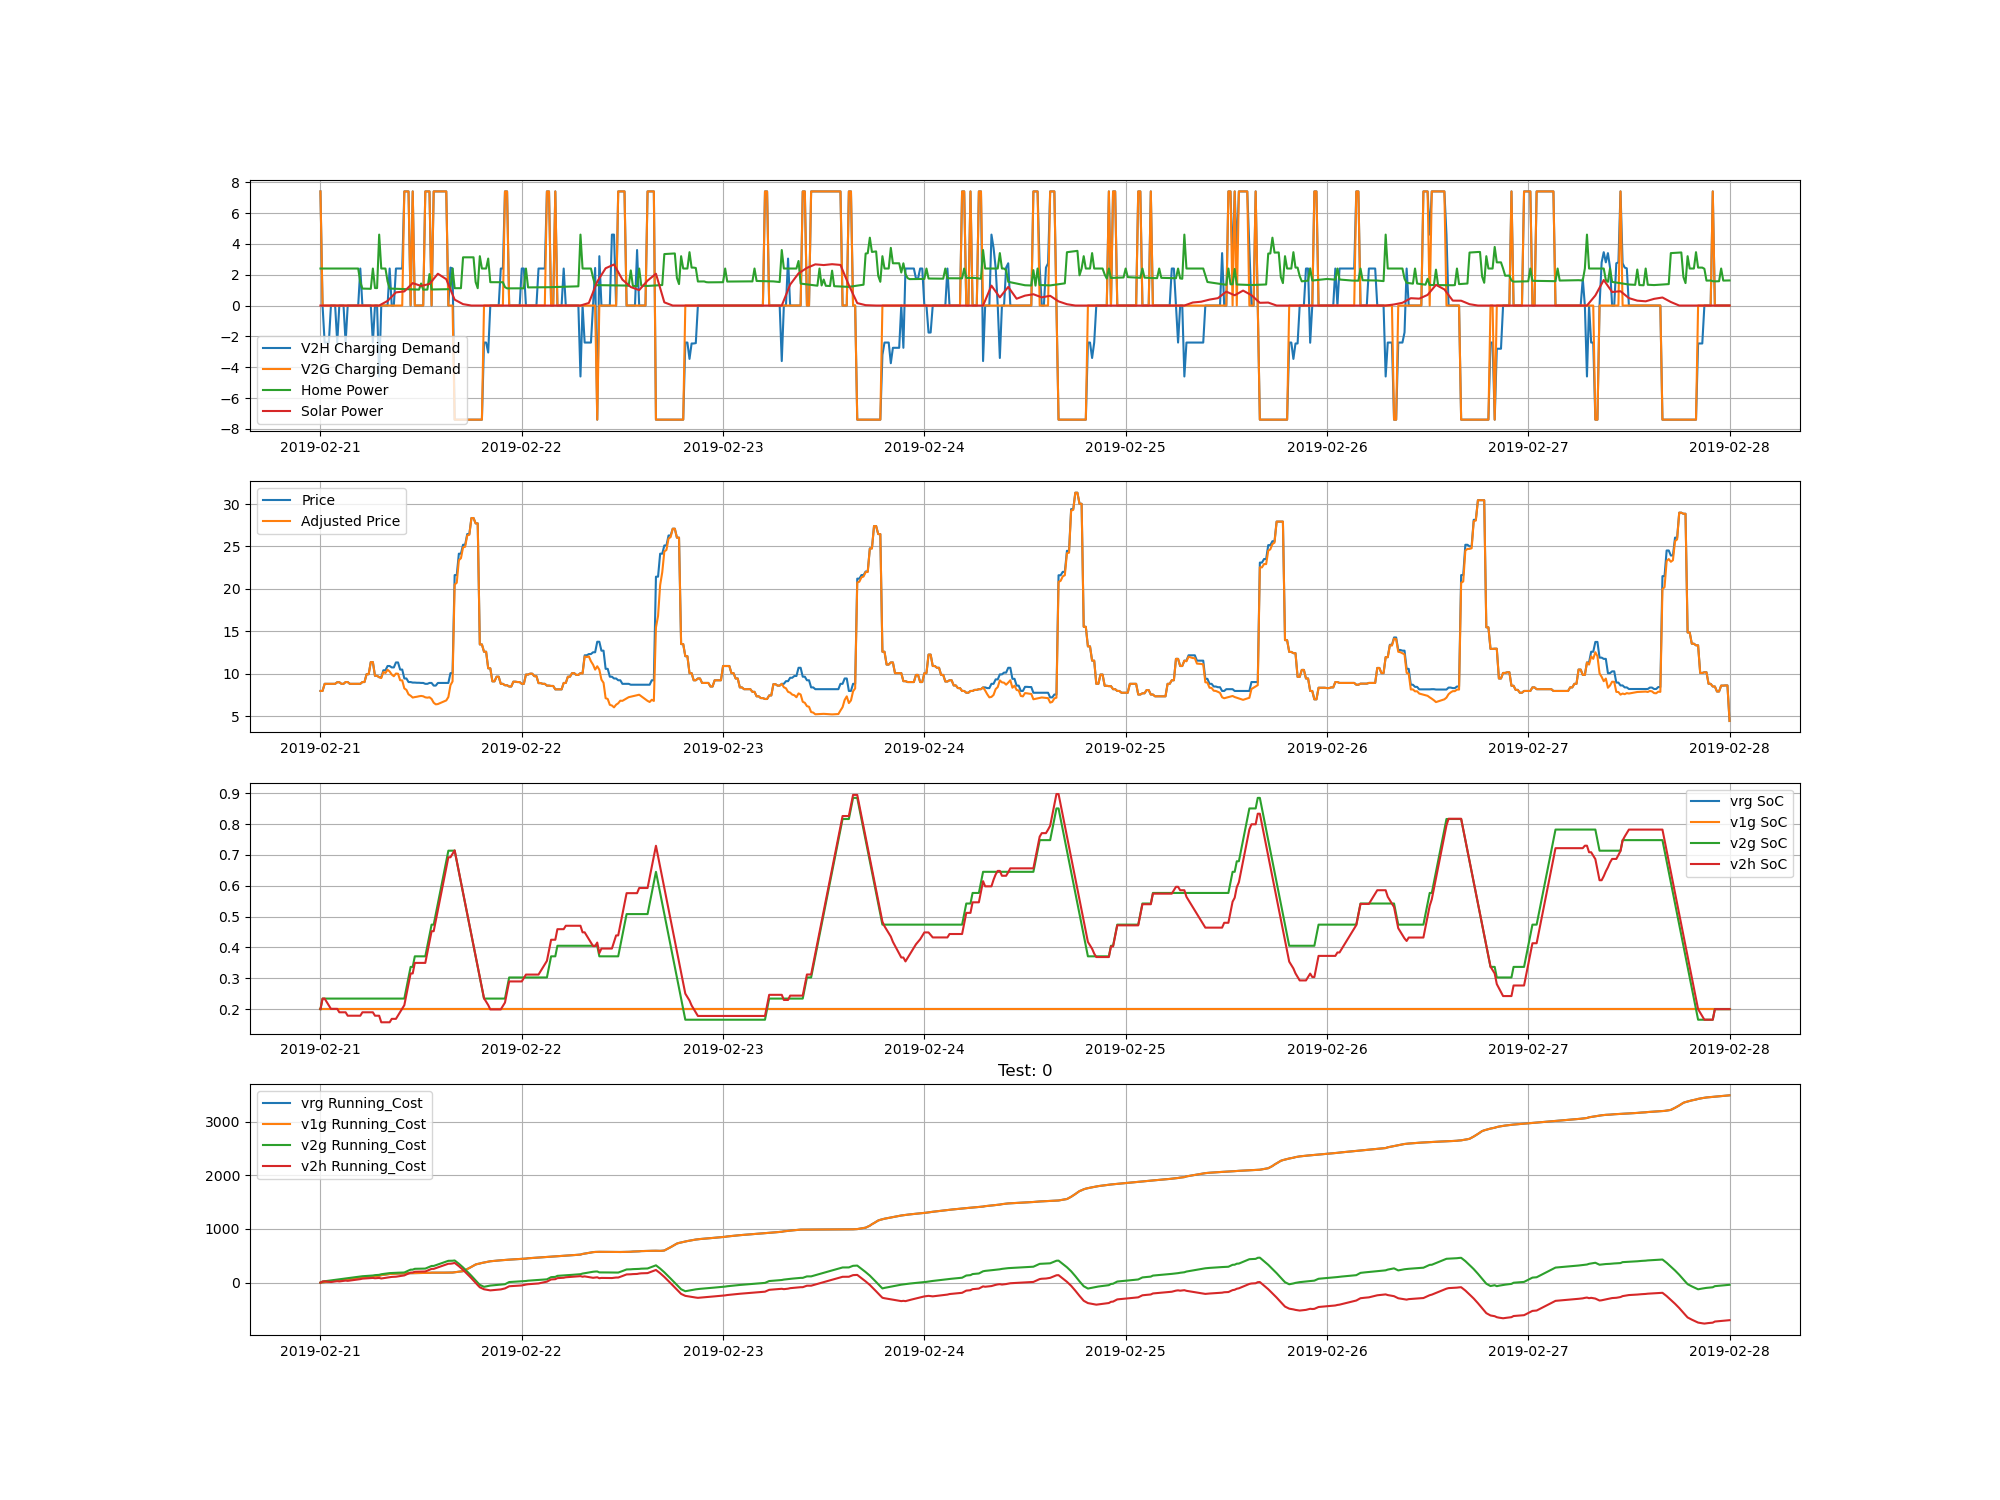 8
6
4
2
0
−2
−4
−6
−8
V2H Charging Demand
V2G Charging Demand
Home Power
Solar Power
2019-02-21 2019-02-22 2019-02-23 2019-02-24 2019-02-25 2019-02-26 2019-02-27 2019-02-28
30
25
20
15
10
5
Price
Adjusted Price
2019-02-21 2019-02-22 2019-02-23 2019-02-24 2019-02-25 2019-02-26 2019-02-27 2019-02-28
0.9
0.8
0.7
0.6
0.5
0.4
0.3
0.2
vrg SoC
v1g SoC
v2g SoC
v2h SoC
2019-02-21 2019-02-22 2019-02-23 2019-02-24 2019-02-25 2019-02-26 2019-02-27 2019-02-28
Test: 0
3000
2000
1000
0
vrg Running_Cost
v1g Running_Cost
v2g Running_Cost
v2h Running_Cost
2019-02-21 2019-02-22 2019-02-23 2019-02-24 2019-02-25 2019-02-26 2019-02-27 2019-02-28